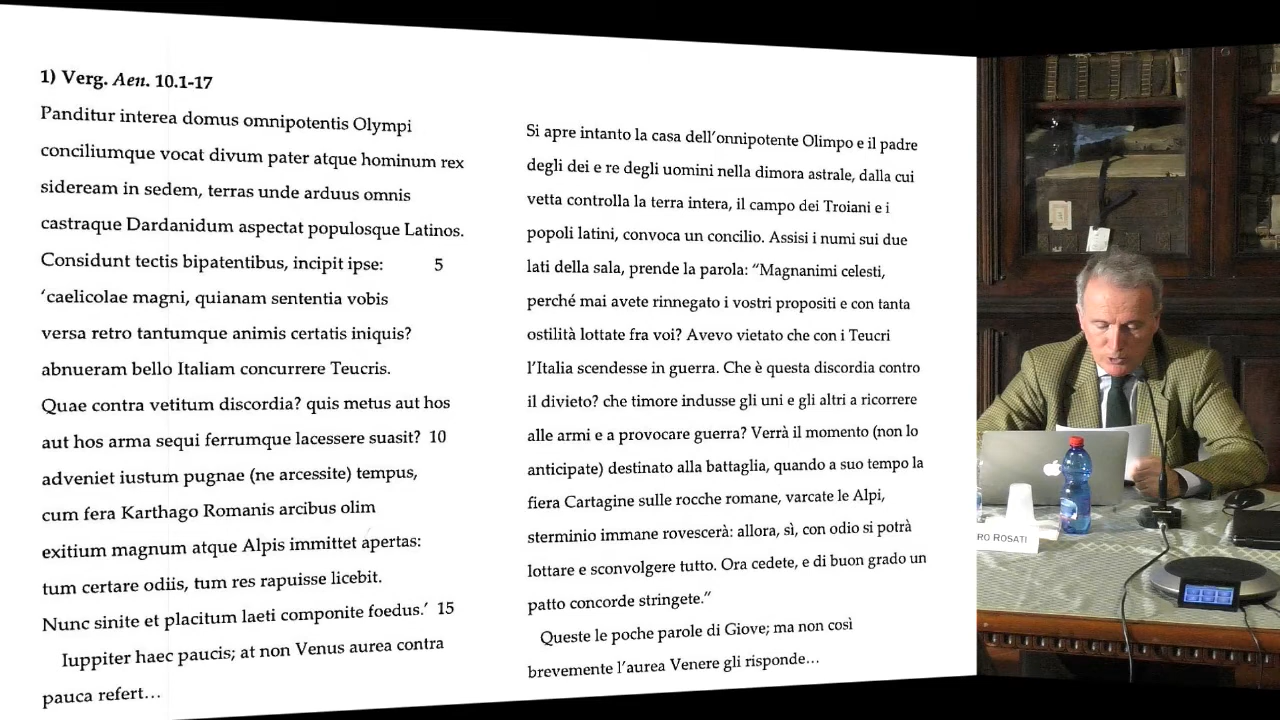 1) Verg. Aen. 10.1-17
Panditur interea domus omnipotentis Olympi
conciliumque vocat divum pater atque hominum rex
sideream in sedem, terras unde arduus omnis
castraque Dardanidum aspectat populosque Latinos.
Considunt tectis bipatentibus, incipit ipse: 5
‘caelicolae magni, quianam sententia vobis
versa retro tantumque animis certatis iniquis?
abnueram bello Italiam concurrere Teucris.
Quae contra vetitum discordia? quis metus aut hos
aut hos arma sequi ferrumque lacessere suasit? 10
adveniet iustum pugnae (ne arcessite) tempus,
cum fera Karthago Romanis arcibus olim
exitium magnum atque Alpis immittet apertas:
tum certare odiis, tum res rapuisse licebit.
Nunc sinite et placitum laeti componite foedus.’ 15
Iuppiter haec paucis; at non Venus aurea contra
pauca refert…
Si apre intanto la casa dell’onnipotente Olimpo e il padre
degli dei e re degli uomini nella dimora astrale, dalla cui
vetta controlla la terra intera, il campo dei Troiani e i
popoli latini, convoca un concilio. Assisi i numi sui due
lati della sala, prende la parola: “Magnanimi celesti,
perché mai avete rinnegato i vostri propositi e con tanta
ostilità lottate fra voi? Avevo vietato che con i Teucri
l’Italia scendesse in guerra. Che è questa discordia contro
il divieto? che timore indusse gli uni e gli altri a ricorrere
alle armi e a provocare guerra? Verrà il momento (non lo
anticipate) destinato alla battaglia, quando a suo tempo la
fiera Cartagine sulle rocche romane, varcate le Alpi,
sterminio immane rovescerà: allora, sì, con odio si potrà
lottare e sconvolgere tutto. Ora cedete, e di buon grado un
patto concorde stringete.”
Queste le poche parole di Giove; ma non così
brevemente l’aurea Venere gli risponde…
RO ROSATI